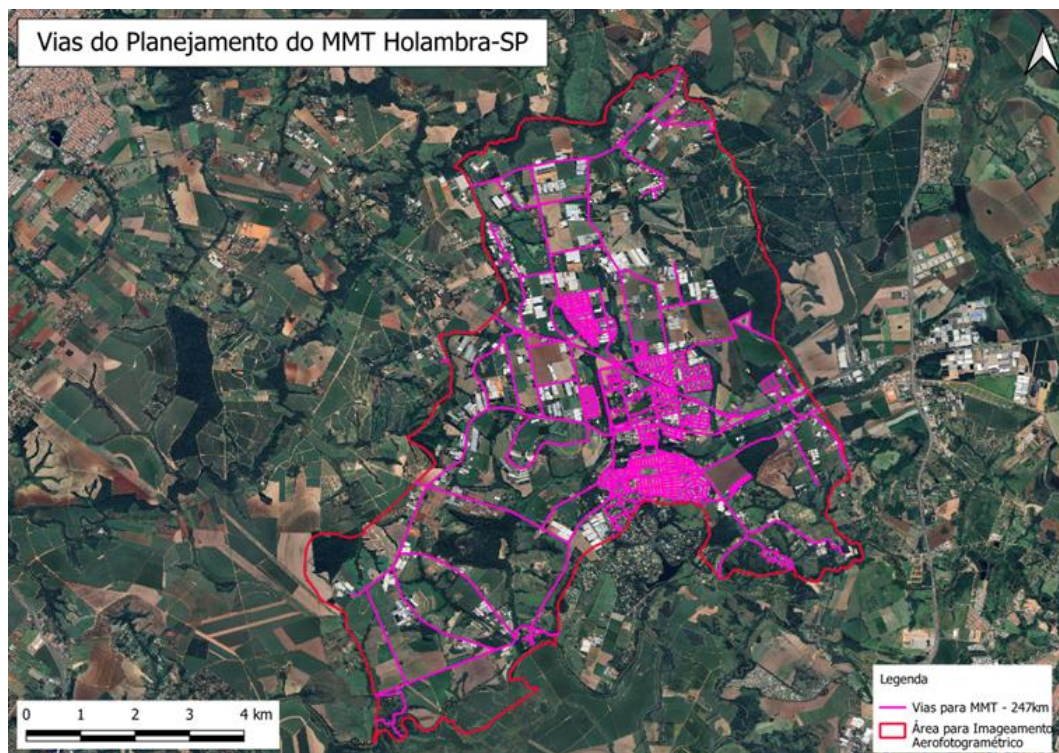 Vias do Planejamento do MMT Holambra-SP
0 1 2 3 4 km
Legenda
Vias para MMT - 247km
Área para Imageamento
Aerofotogramétrico